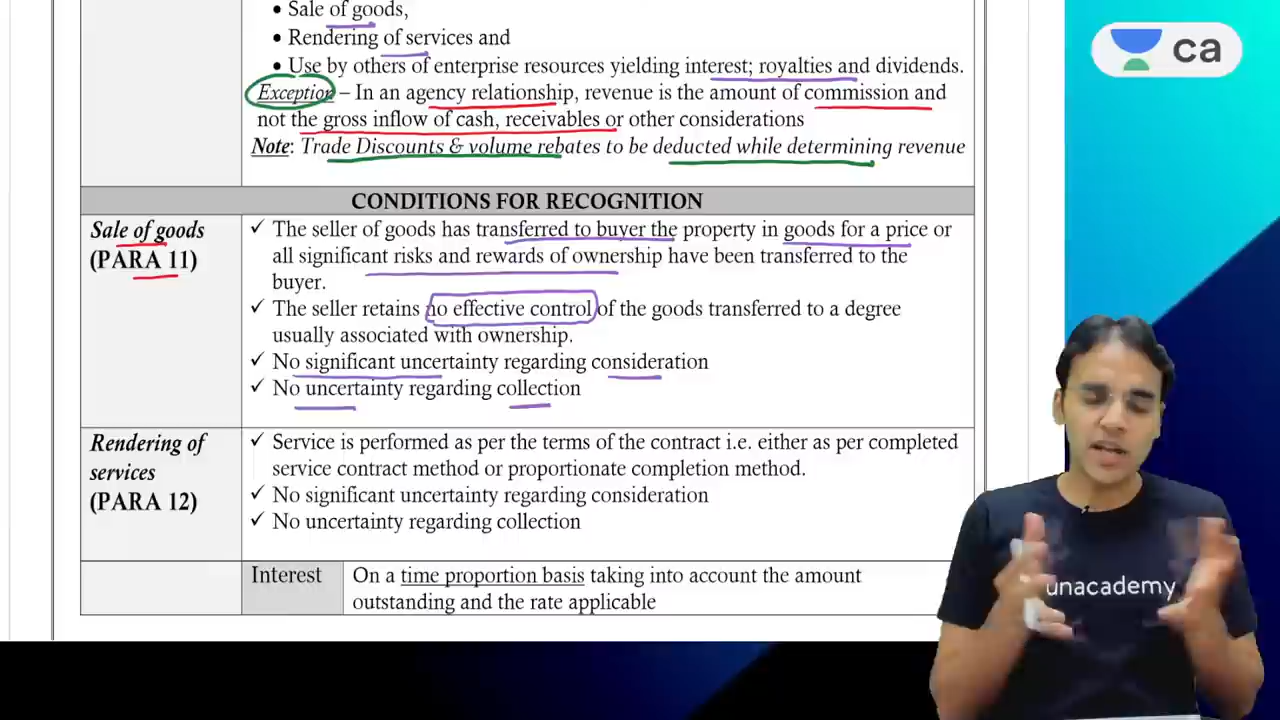 • Sale of goods,
• Rendering of services and
• Use by others of enterprise resources yielding interest; royalties and dividends.
Exception – In an agency relationship, revenue is the amount of commission and
not the gross inflow of cash, receivables or other considerations
Note: Trade Discounts & volume rebates to be deducted while determining revenue
CONDITIONS FOR RECOGNITION
Sale of goods
(PARA 11)
✓ The seller of goods has transferred to buyer the property in goods for a price or
all significant risks and rewards of ownership have been transferred to the
buyer.
✓ The seller retains no effective control of the goods transferred to a degree
usually associated with ownership.
✓ No significant uncertainty regarding consideration
✓ No uncertainty regarding collection
Rendering of
services
(PARA 12)
✓ Service is performed as per the terms of the contract i.e. either as per completed
service contract method or proportionate completion method.
✓ No significant uncertainty regarding consideration
✓ No uncertainty regarding collection
Interest
On a time proportion basis taking into account the amount
outstanding and the rate applicable
ca
unacademy